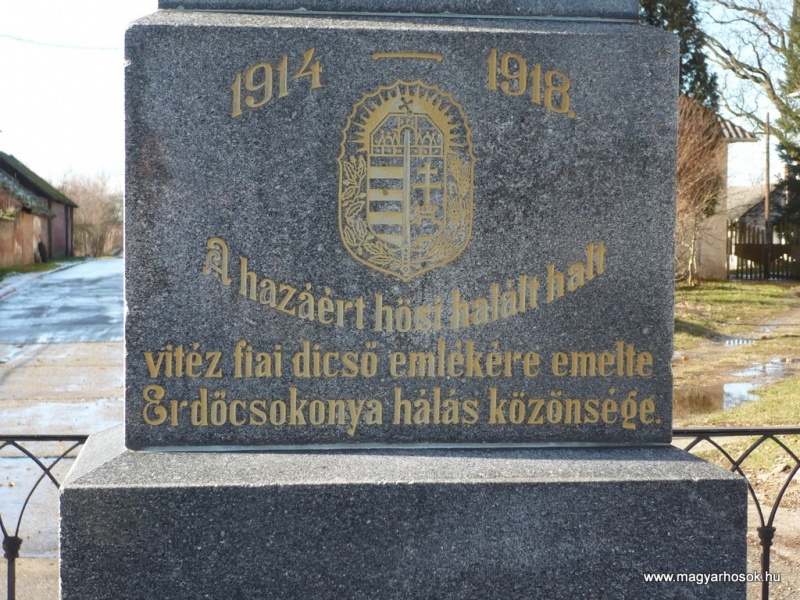 1914 — 1918.
A hazáért hősi halált halt
vitéz fiai dicső emlékére emelte
Erdőcsokonya hálás közönsége.
www.magyarhosok.hu